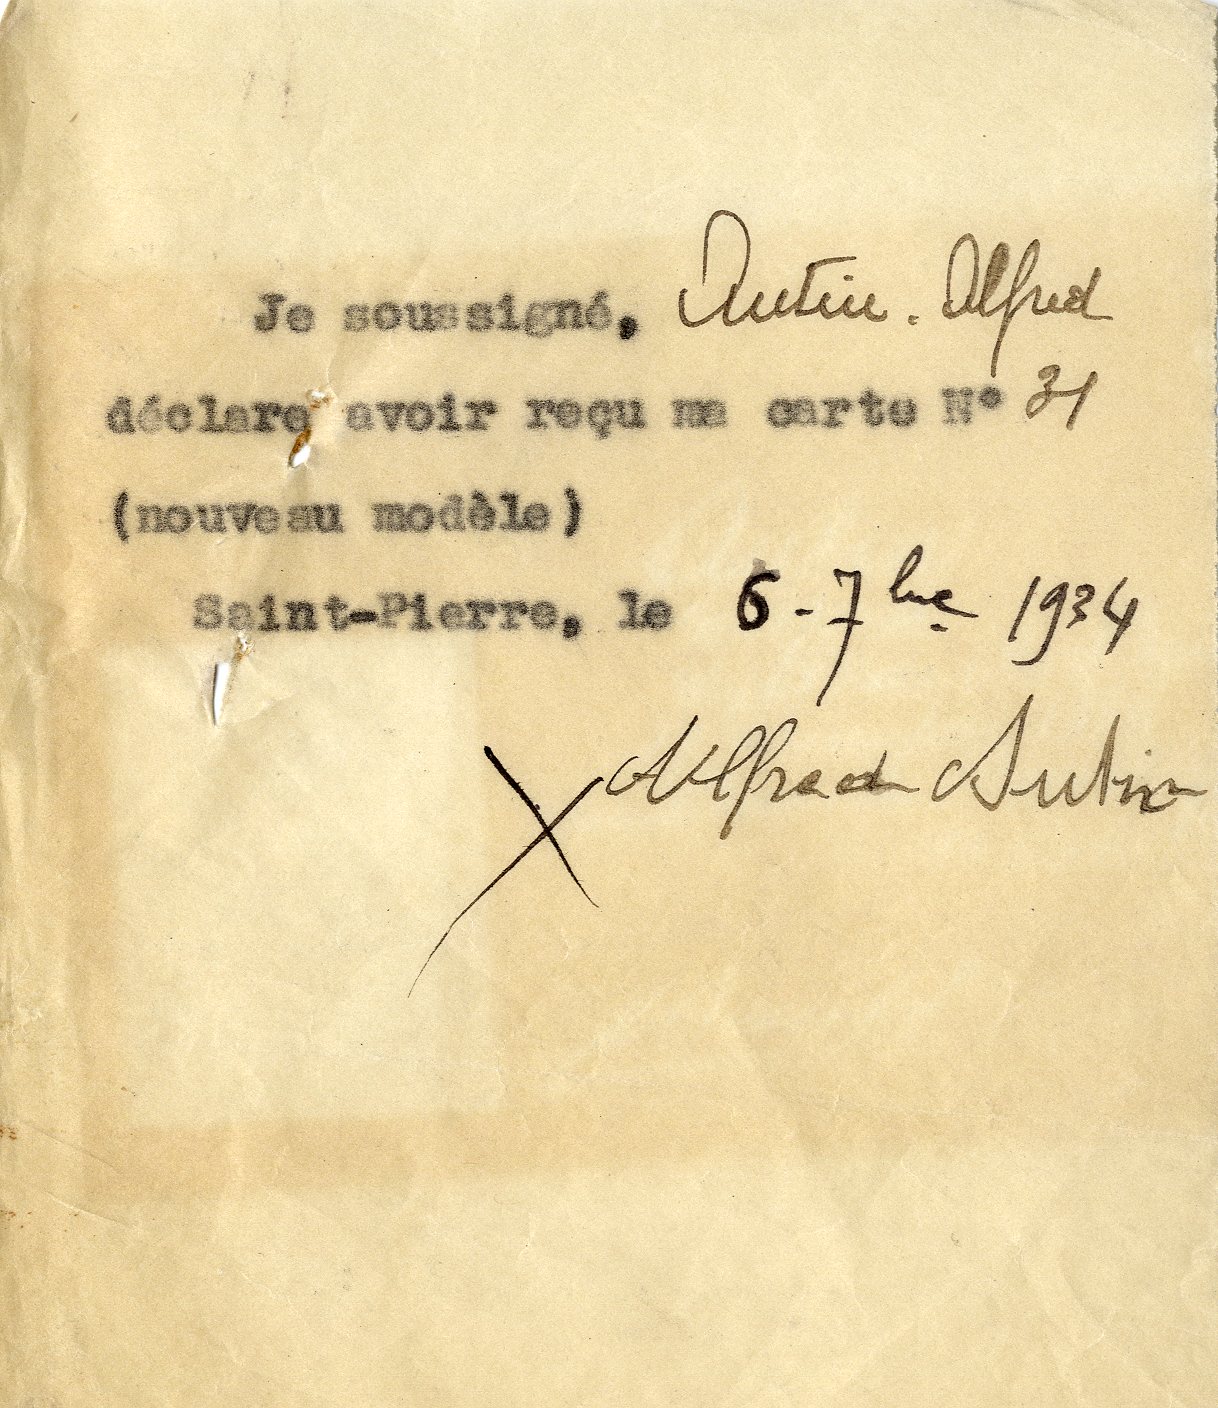 Je soussigné, Autin. Alfred
déclare avoir reçu ma carte N° 31
(nouveau modèle)
Saint-Pierre, le 6-7bre 1934
Alfred Autin